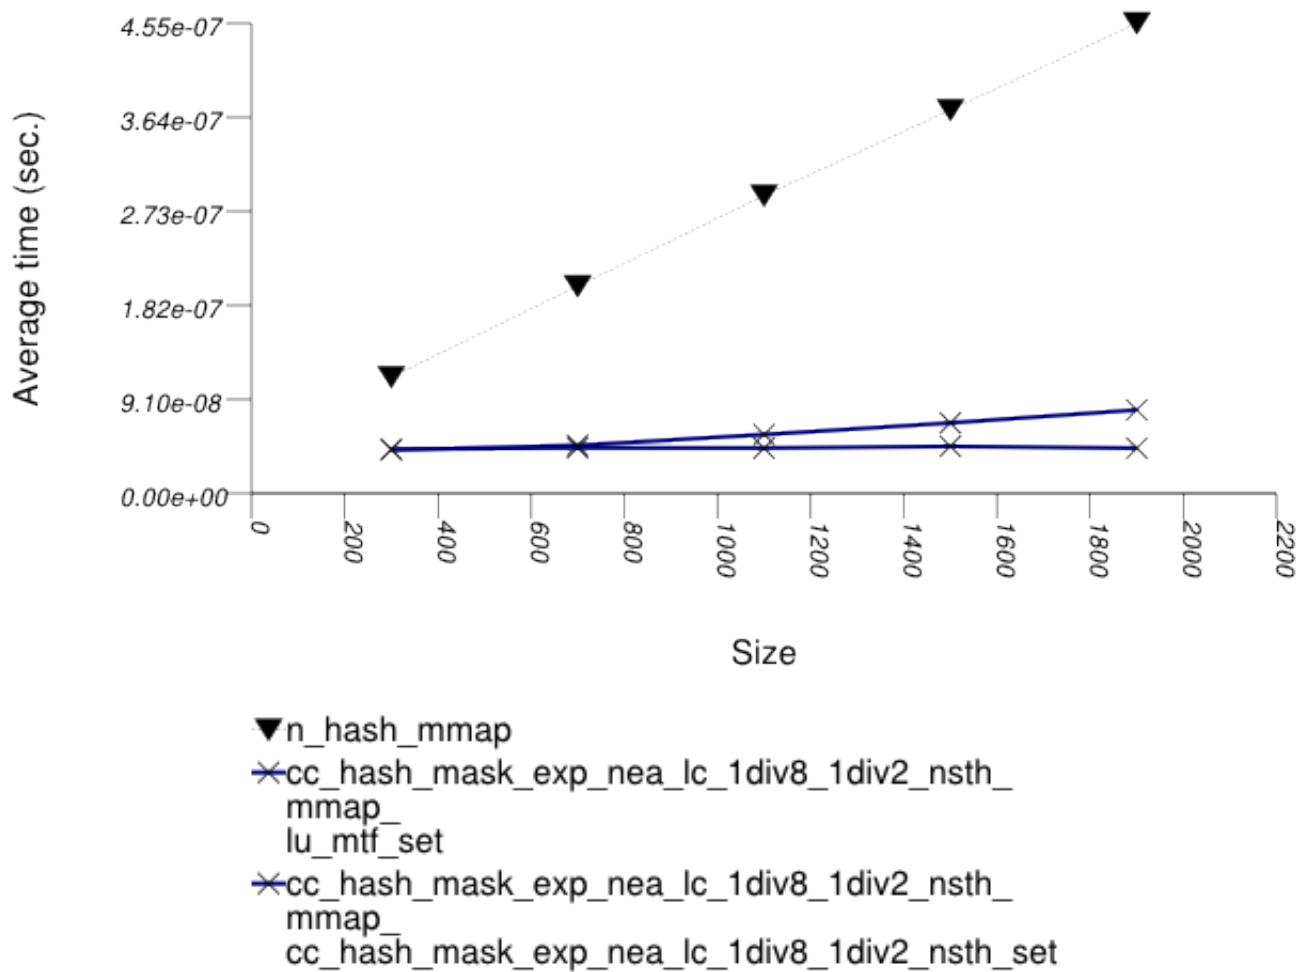 4.55e-07
3.64e-07
2.73e-07
1.82e-07
9.10e-08
0.00e+00
Average time (sec.)
0
200
400
600
800
1000
1200
1400
1600
1800
2000
2200
Size
n_hash_mmap
cc_hash_mask_exp_nea_lc_1div8_1div2_nsth_
mmap_
lu_mtf_set
cc_hash_mask_exp_nea_lc_1div8_1div2_nsth_
mmap_
cc_hash_mask_exp_nea_lc_1div8_1div2_nsth_set